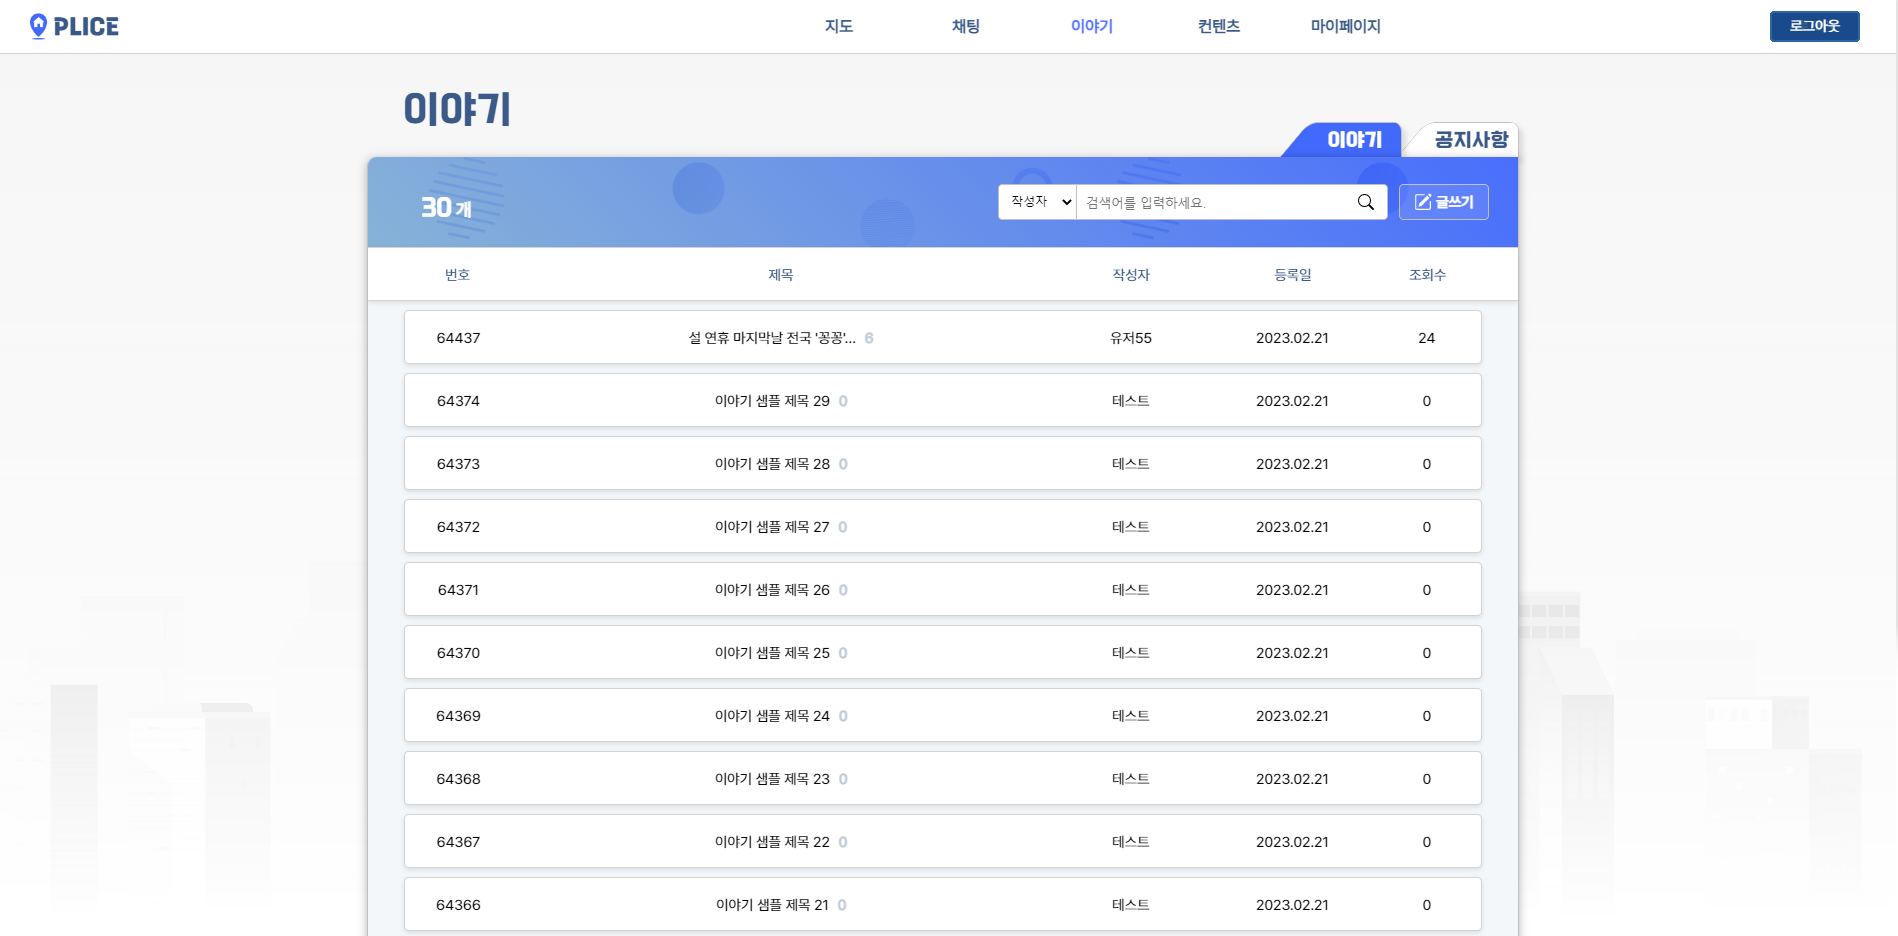 PLICE 지도 채팅 이야기 컨텐츠 마이페이지 로그아웃
이야기
이야기 공지사항
30 개 작성자 검색어를 입력하세요. 글쓰기
번호 제목 작성자 등록일 조회수
64437 설 연휴 마지막날 전국 '꽁꽁'... 6 유저55 2023.02.21 24
64374 이야기 샘플 제목 29 0 테스트 2023.02.21 0
64373 이야기 샘플 제목 28 0 테스트 2023.02.21 0
64372 이야기 샘플 제목 27 0 테스트 2023.02.21 0
64371 이야기 샘플 제목 26 0 테스트 2023.02.21 0
64370 이야기 샘플 제목 25 0 테스트 2023.02.21 0
64369 이야기 샘플 제목 24 0 테스트 2023.02.21 0
64368 이야기 샘플 제목 23 0 테스트 2023.02.21 0
64367 이야기 샘플 제목 22 0 테스트 2023.02.21 0
64366 이야기 샘플 제목 21 0 테스트 2023.02.21 0